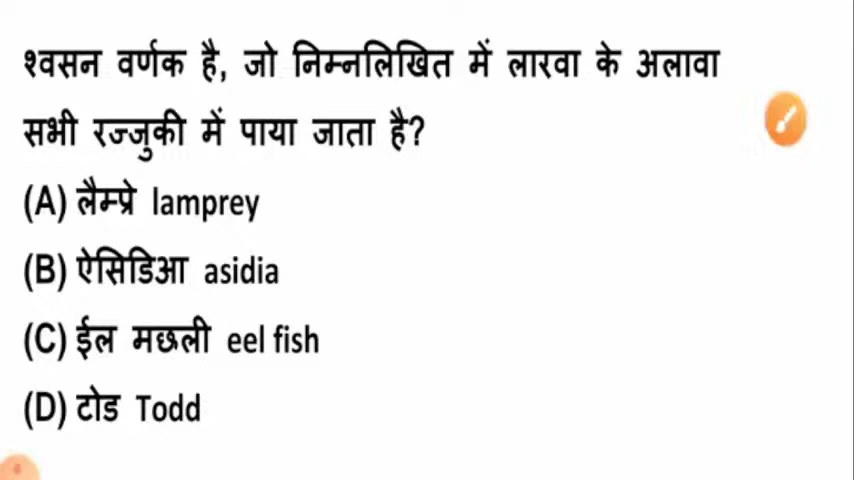 श्वसन वर्णक है, जो निम्नलिखित में लारवा के अलावा
सभी रज्जुकी में पाया जाता है?
(A) लैम्प्रे lamprey
(B) ऐसिडिआ asidia
(C) ईल मछली eel fish
(D) टोड Todd